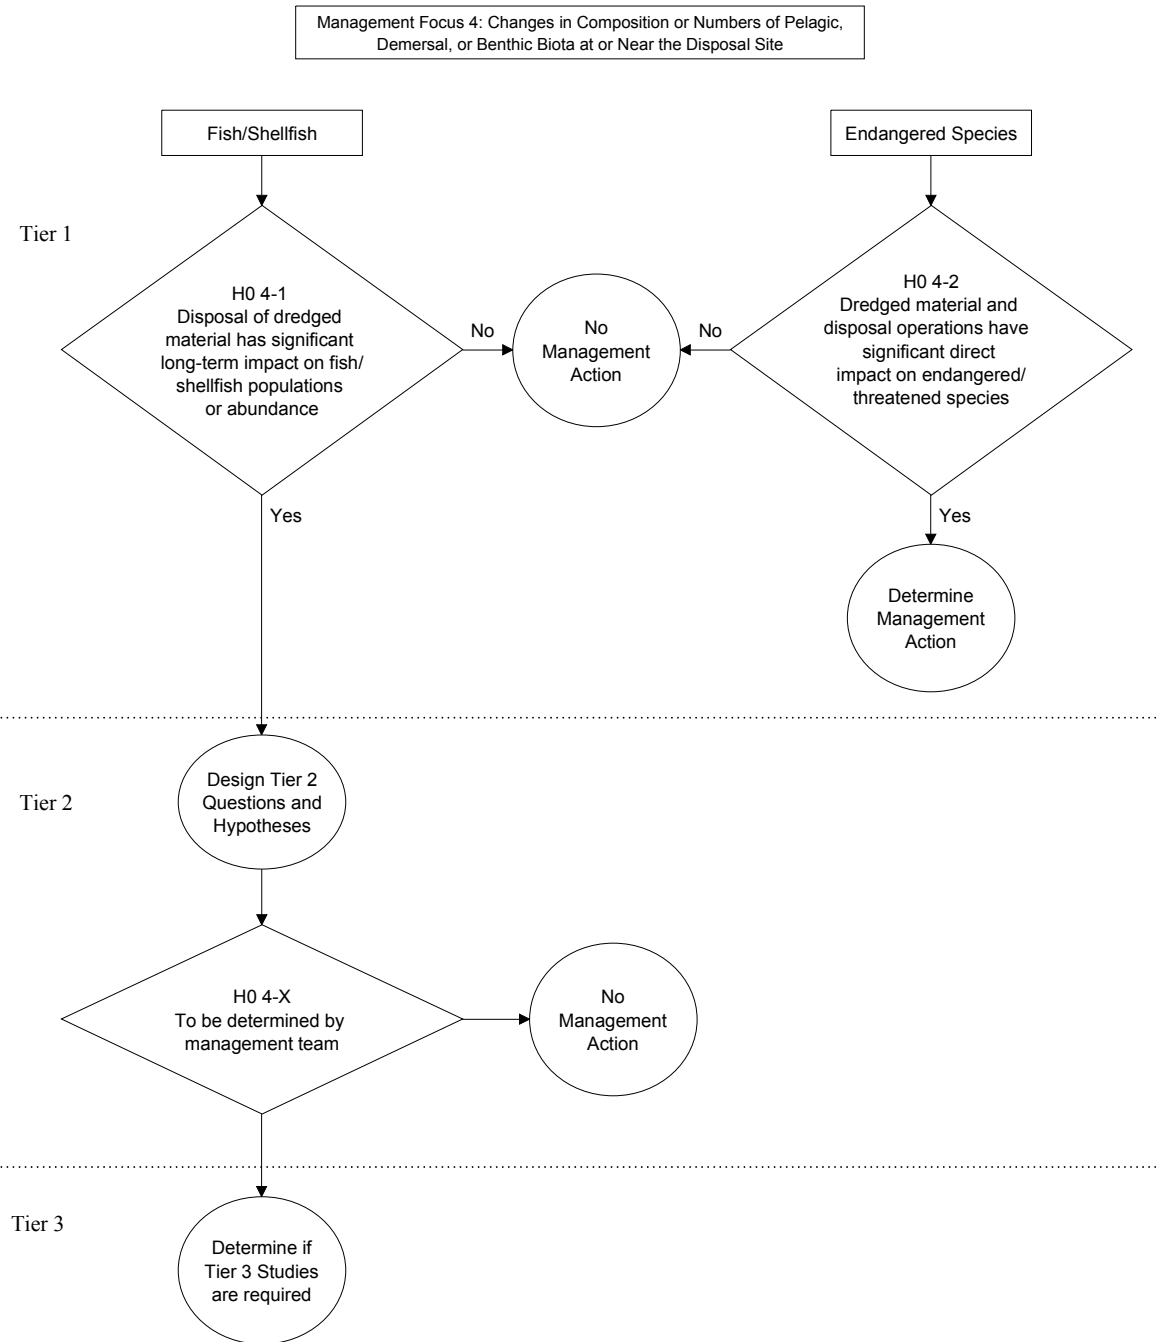 Management Focus 4: Changes in Composition or Numbers of Pelagic,
Demersal, or Benthic Biota at or Near the Disposal Site
Fish/Shellfish
Endangered Species
Tier 1
H0 4-1
Disposal of dredged
material has significant
long-term impact on fish/
shellfish populations
or abundance
No
No
Management
Action
No
H0 4-2
Dredged material and
disposal operations have
significant direct
impact on endangered/
threatened species
Yes
Yes
Determine
Management
Action
Tier 2
Design Tier 2
Questions and
Hypotheses
H0 4-X
To be determined by
management team
No
Management
Action
Tier 3
Determine if
Tier 3 Studies
are required